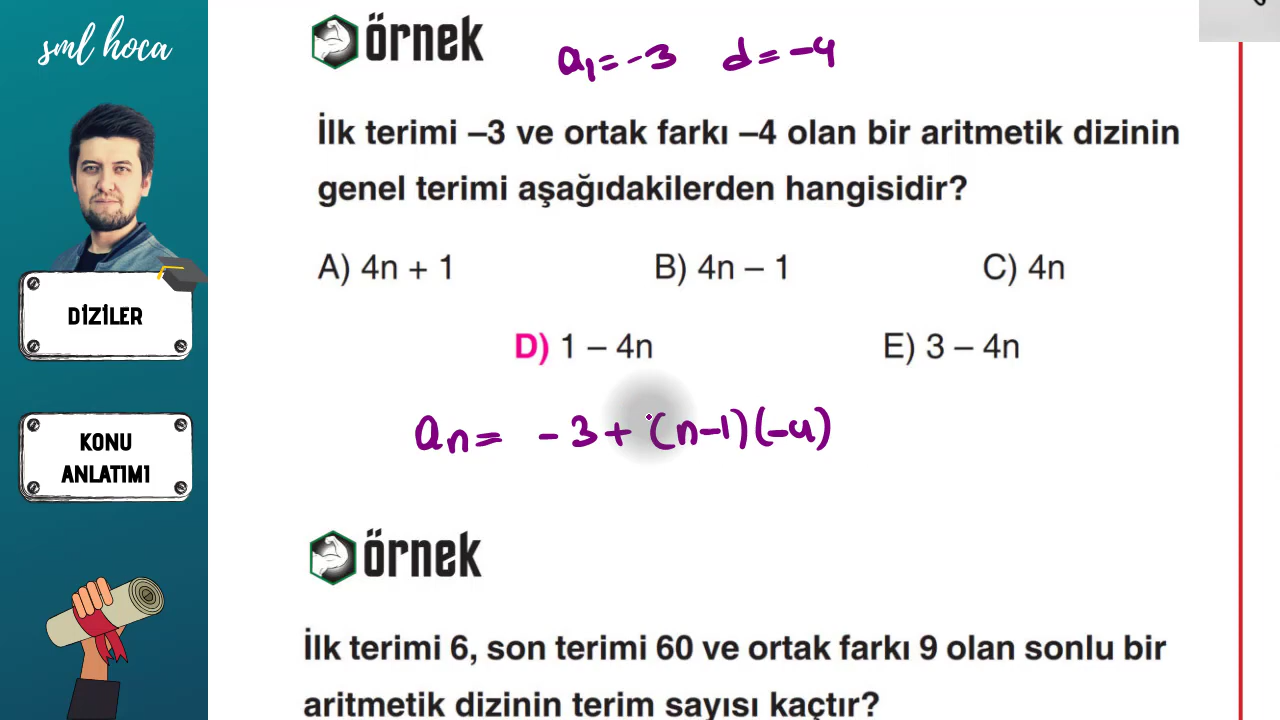 sml hoca
DİZİLER
KONU
ANLATIMI
örnek
a₁=-3 d=-4
İlk terimi –3 ve ortak farkı –4 olan bir aritmetik dizinin
genel terimi aşağıdakilerden hangisidir?
A) 4n + 1 B) 4n – 1 C) 4n
D) 1 – 4n E) 3 – 4n
aₙ= -3+ (n-1)(-4)
örnek
İlk terimi 6, son terimi 60 ve ortak farkı 9 olan sonlu bir
aritmetik dizinin terim sayısı kaçtır?